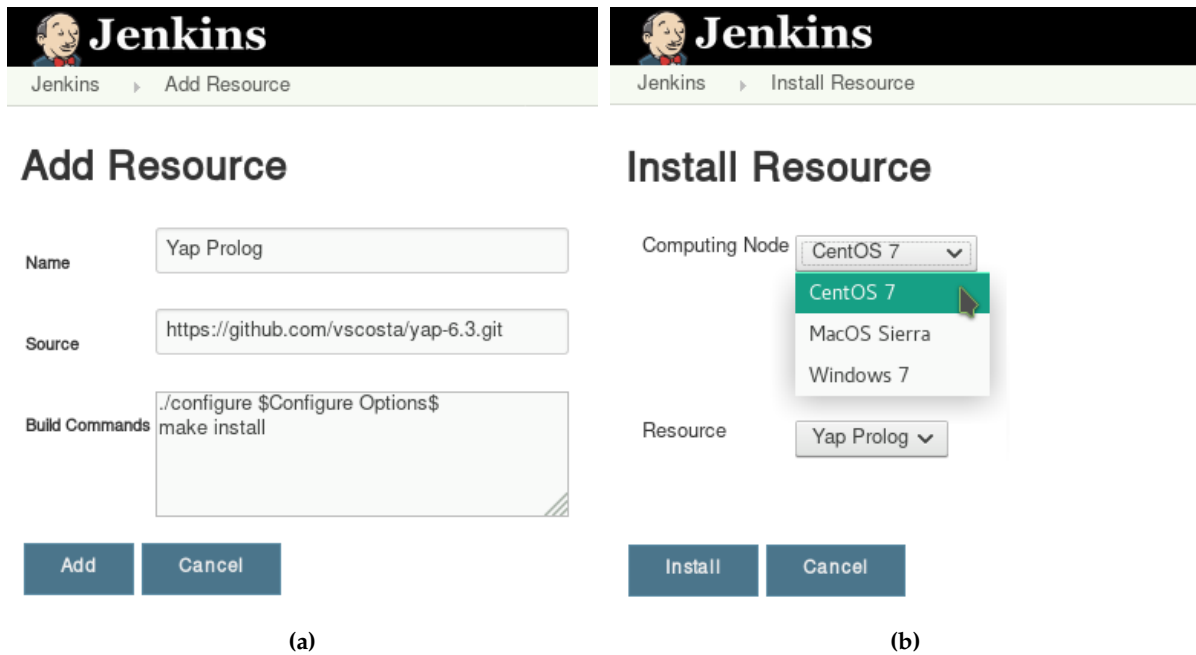 Jenkins
Jenkins Add Resource
Add Resource
Name Yap Prolog
Source https://github.com/vscosta/yap-6.3.git
Build Commands ./configure $Configure Options$
make install
Add Cancel
(a)
Jenkins
Jenkins Install Resource
Install Resource
Computing Node CentOS 7
CentOS 7
MacOS Sierra
Windows 7
Resource Yap Prolog
Install Cancel
(b)